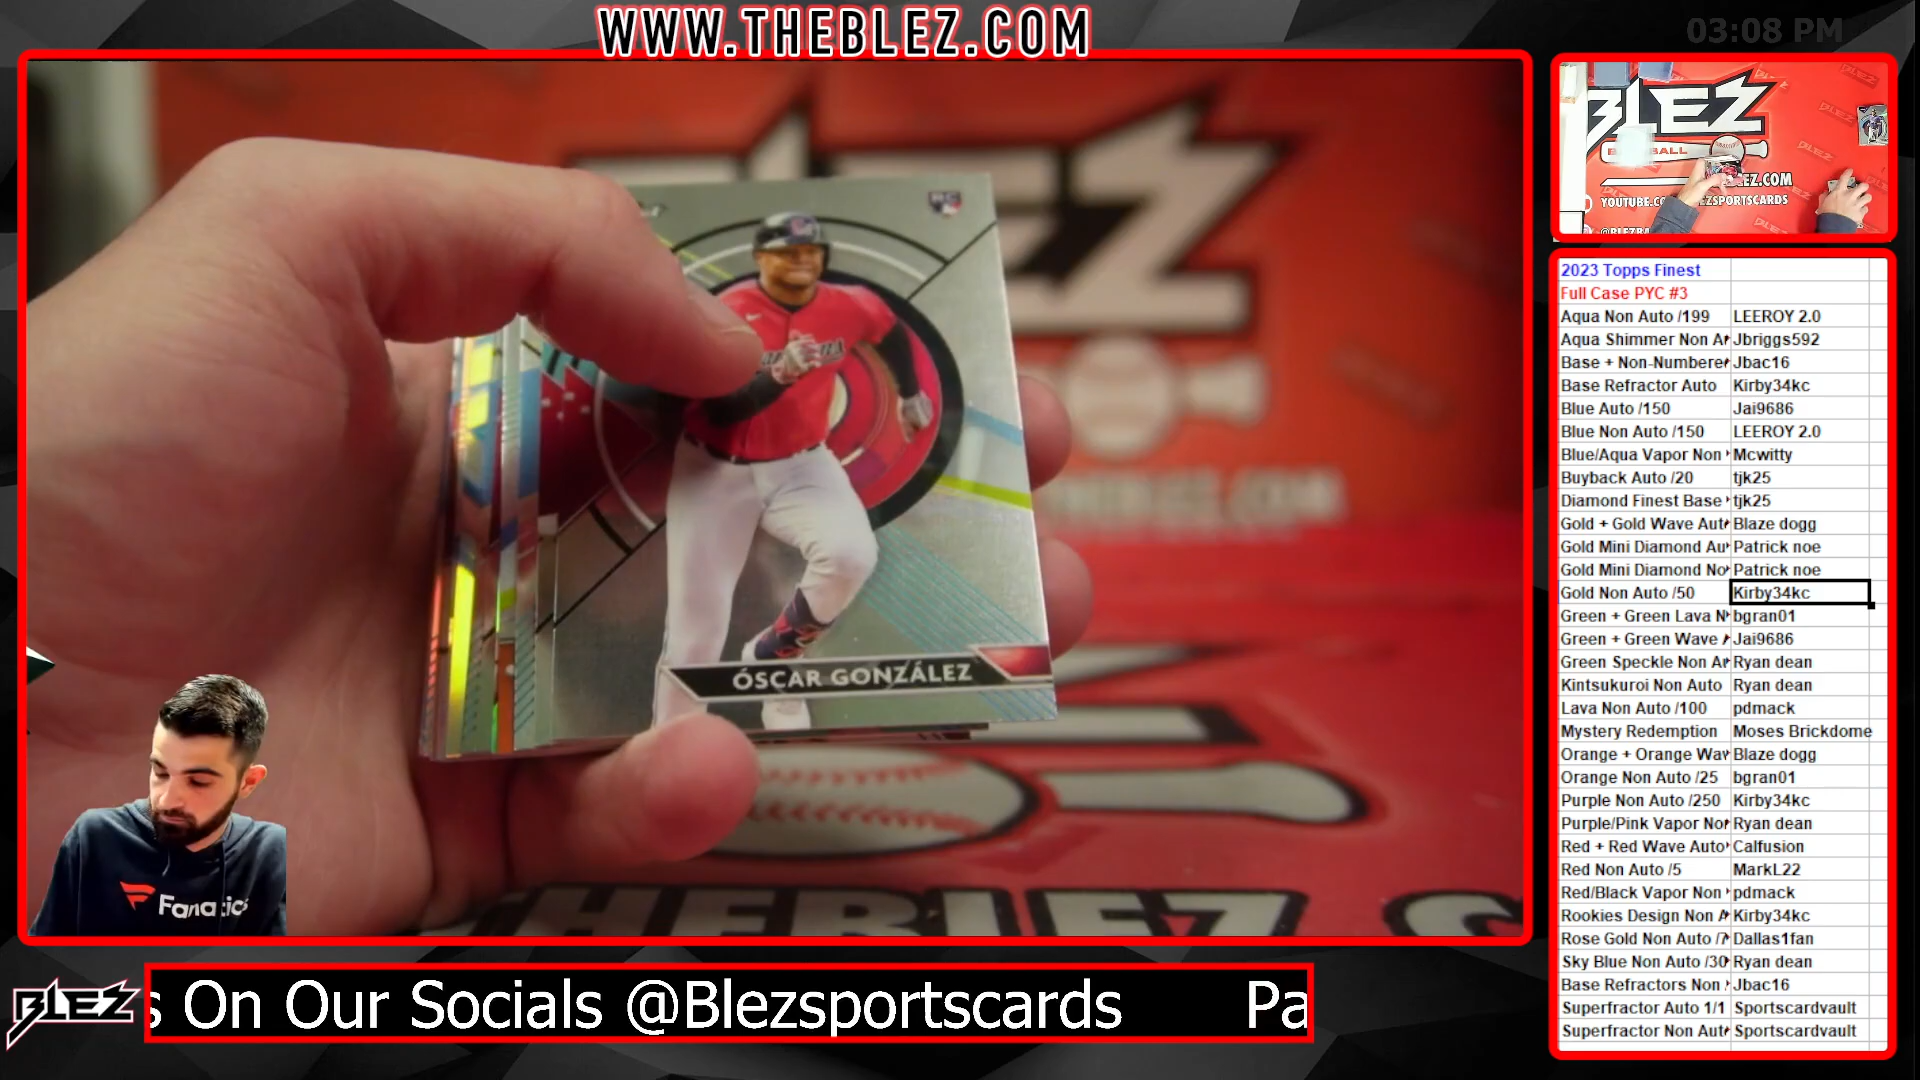 WWW.THEBLEZ.COM
03:08 PM
BLEZ
YOUTUBE.CO
EZ.COM
BLEZSPORTSCARDS
RC
ÓSCAR GONZÁLEZ
Fanatics
2023 Topps Finest
Full Case PYC #3
Aqua Non Auto /199 LEEROY 2.0
Aqua Shimmer Non A Jbriggs592
Base + Non-Numbere Jbac16
Base Refractor Auto Kirby34kc
Blue Auto /150 Jai9686
Blue Non Auto /150 LEEROY 2.0
Blue/Aqua Vapor Non Mcwitty
Buyback Auto /20 tjk25
Diamond Finest Base tjk25
Gold + Gold Wave Aut Blaze dogg
Gold Mini Diamond Au Patrick noe
Gold Mini Diamond No Patrick noe
Gold Non Auto /50 Kirby34kc
Green + Green Lava N bgran01
Green + Green Wave Jai9686
Green Speckle Non A Ryan dean
Kintsukuroi Non Auto Ryan dean
Lava Non Auto /100 pdmack
Mystery Redemption Moses Brickdome
Orange + Orange Wav Blaze dogg
Orange Non Auto /25 bgran01
Purple Non Auto /250 Kirby34kc
Purple/Pink Vapor No Ryan dean
Red + Red Wave Auto Calfusion
Red Non Auto /5 MarkL22
Red/Black Vapor Non pdmack
Rookies Design Non A Kirby34kc
Rose Gold Non Auto /7 Dallas1fan
Sky Blue Non Auto /30 Ryan dean
Base Refractors Non Jbac16
Superfractor Auto 1/1 Sportscardvault
Superfractor Non Aut Sportscardvault
BLEZ
s On Our Socials @Blezsportscards Pa